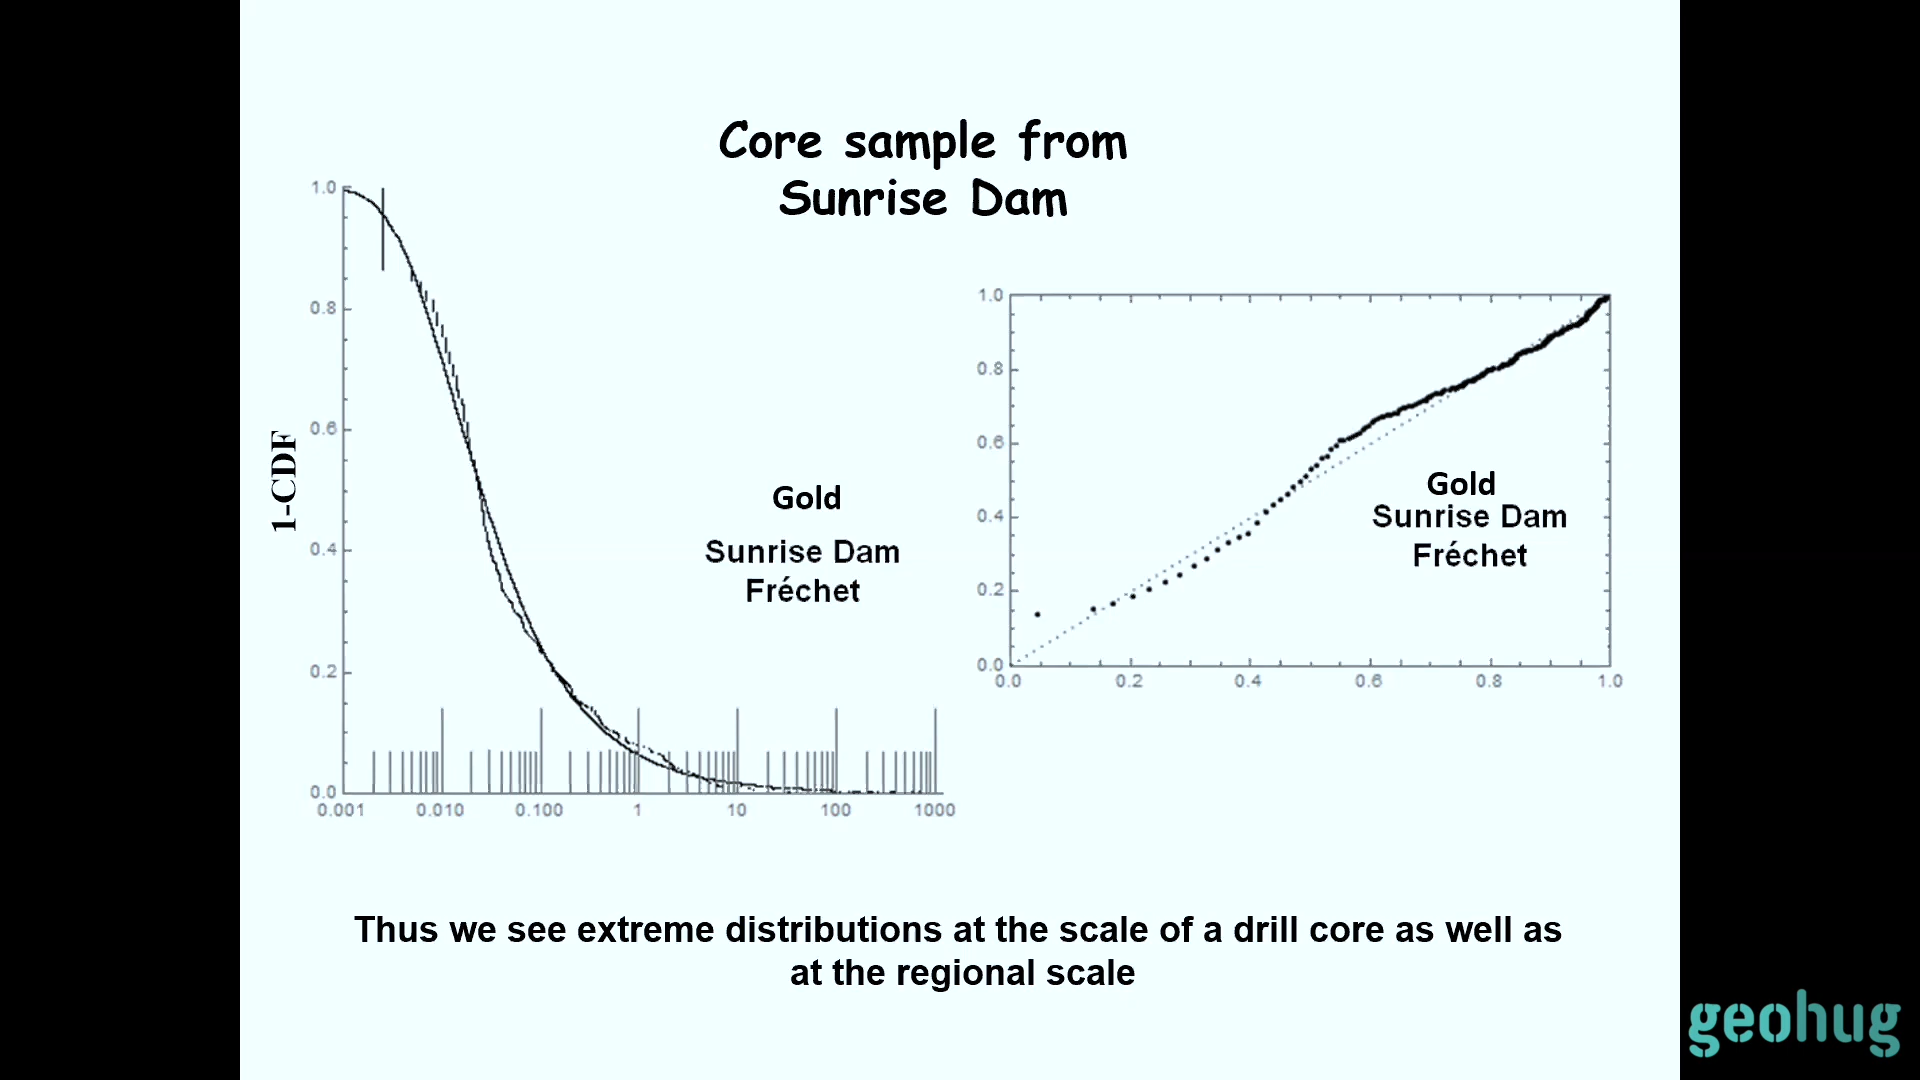 Core sample from
Sunrise Dam
1.0
0.8
0.6
0.4
0.2
0.0
1-CDF
0.001 0.010 0.100 1 10 100 1000
Gold
Sunrise Dam
Fréchet
1.0
0.8
0.6
0.4
0.2
0.0
0.0 0.2 0.4 0.6 0.8 1.0
Gold
Sunrise Dam
Fréchet
Thus we see extreme distributions at the scale of a drill core as well as
at the regional scale
geohug